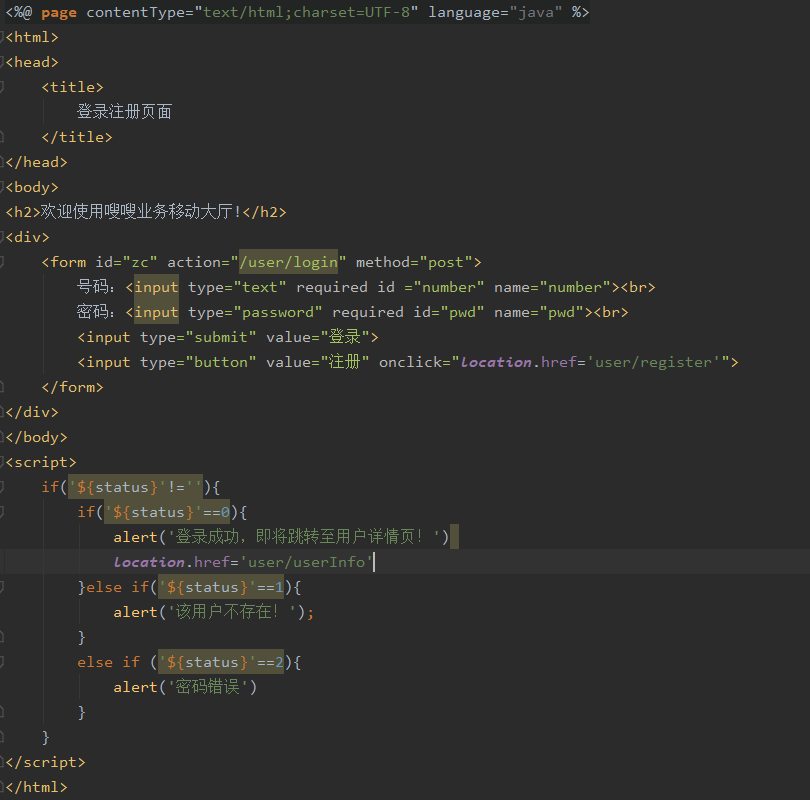 <%@ page contentType="text/html;charset=UTF-8" language="java" %>
<html>
<head>
    <title>
        登录注册页面
    </title>
</head>
<body>
<h2>欢迎使用嗖嗖业务移动大厅!</h2>
<div>
    <form id="zc" action="/user/login" method="post">
        号码：<input type="text" required id ="number" name="number"><br>
        密码：<input type="password" required id="pwd" name="pwd"><br>
        <input type="submit" value="登录">
        <input type="button" value="注册" onclick="location.href='user/register'">
    </form>
</div>
</body>
<script>
    if('${status}'!=''){
        if('${status}'==0){
            alert('登录成功，即将跳转至用户详情页！')
            location.href='user/userInfo'
        }else if('${status}'==1){
            alert('该用户不存在！');
        }
        else if ('${status}'==2){
            alert('密码错误')
        }
    }
</script>
</html>